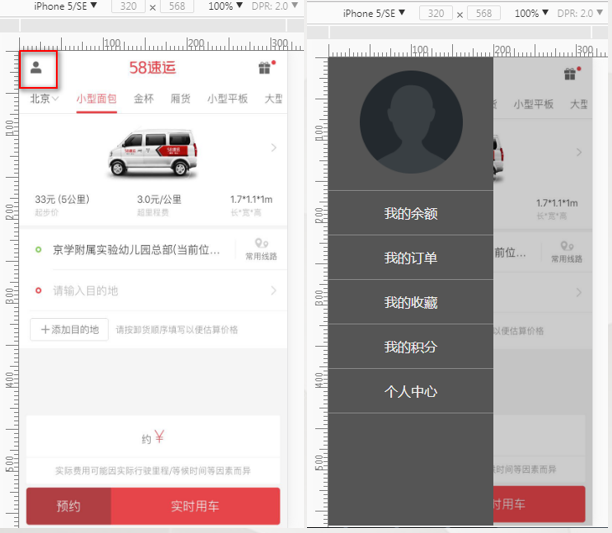 iPhone 5/SE ▼ 320 × 568 100% ▼ DPR: 2.0 ▼
100 200 300
58速运
北京 小型面包 金杯 厢货 小型平板 大型
33元 (5公里) 3.0元/公里 1.7*1.1*1m
起步价 超里程费 长*宽*高
京学附属实验幼儿园总部(当前位... 常用线路
请输入目的地
+添加目的地 请按卸货顺序填写以便估算价格
约 ¥
实际费用可能因实际行驶里程/等候时间等因素而异
预约 实时用车
100
200
300
400
500
iPhone 5/SE ▼ 320 × 568 100% ▼ DPR: 2.0 ▼
100 200 300
货 小型平板 大
1.7*1.1*1m
长*宽*高
我的余额
我的订单
前位... 常用线路
我的收藏
以便估算价格
我的积分
个人中心
间等因素而异
时用车
100
200
300
400
500